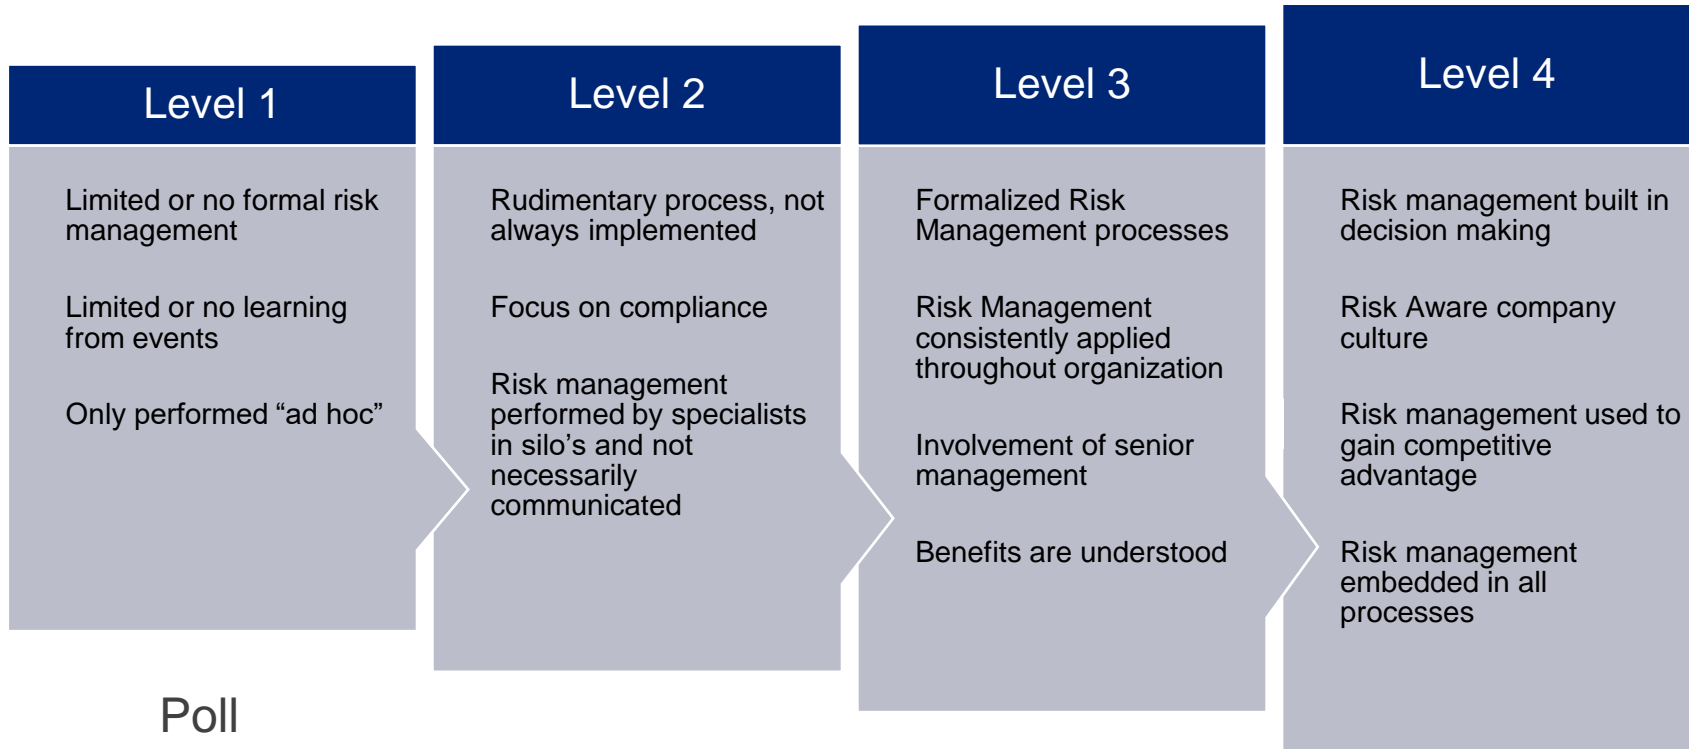 Level 1
Limited or no formal risk
management
Limited or no learning
from events
Only performed “ad hoc”
Level 2
Rudimentary process, not
always implemented
Focus on compliance
Risk management
performed by specialists
in silo’s and not
necessarily
communicated
Level 3
Formalized Risk
Management processes
Risk Management
consistently applied
throughout organization
Involvement of senior
management
Benefits are understood
Level 4
Risk management built in
decision making
Risk Aware company
culture
Risk management used to
gain competitive
advantage
Risk management
embedded in all
processes
Poll